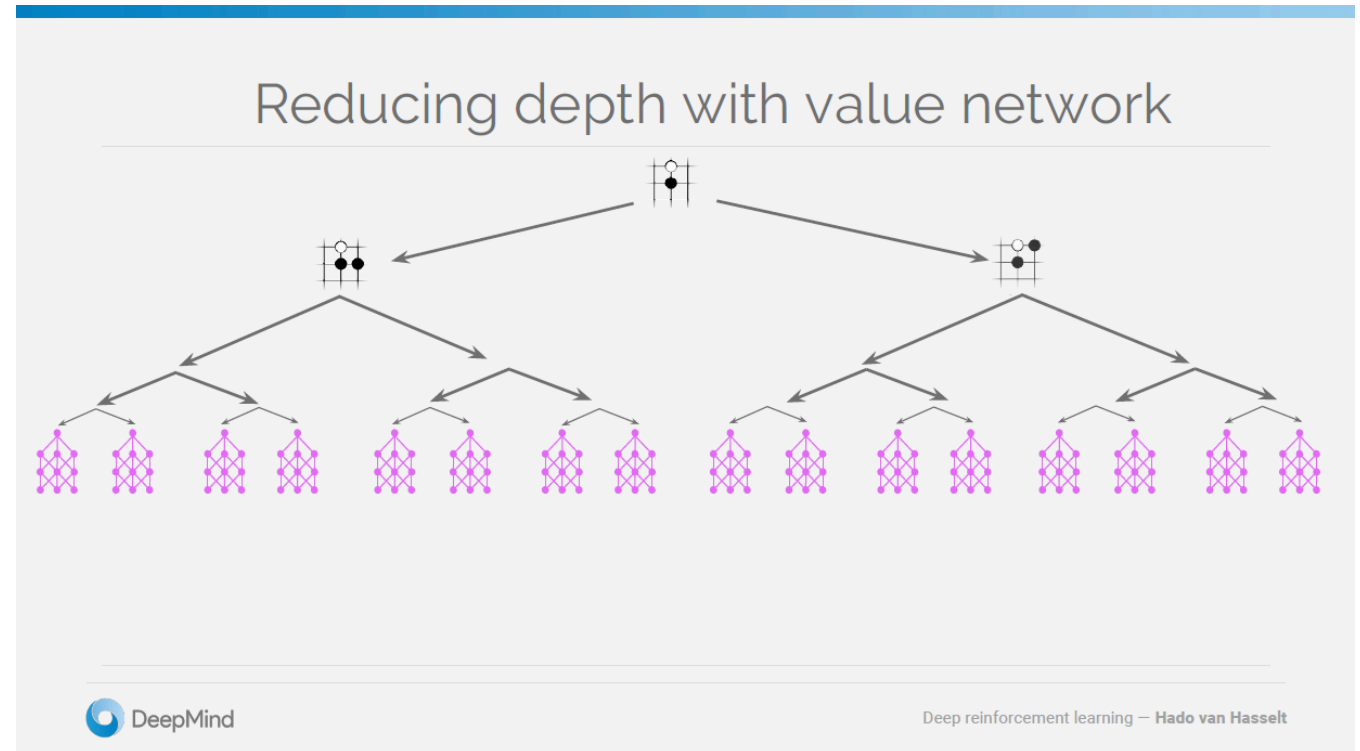 Reducing depth with value network
DeepMind
Deep reinforcement learning — Hado van Hasselt